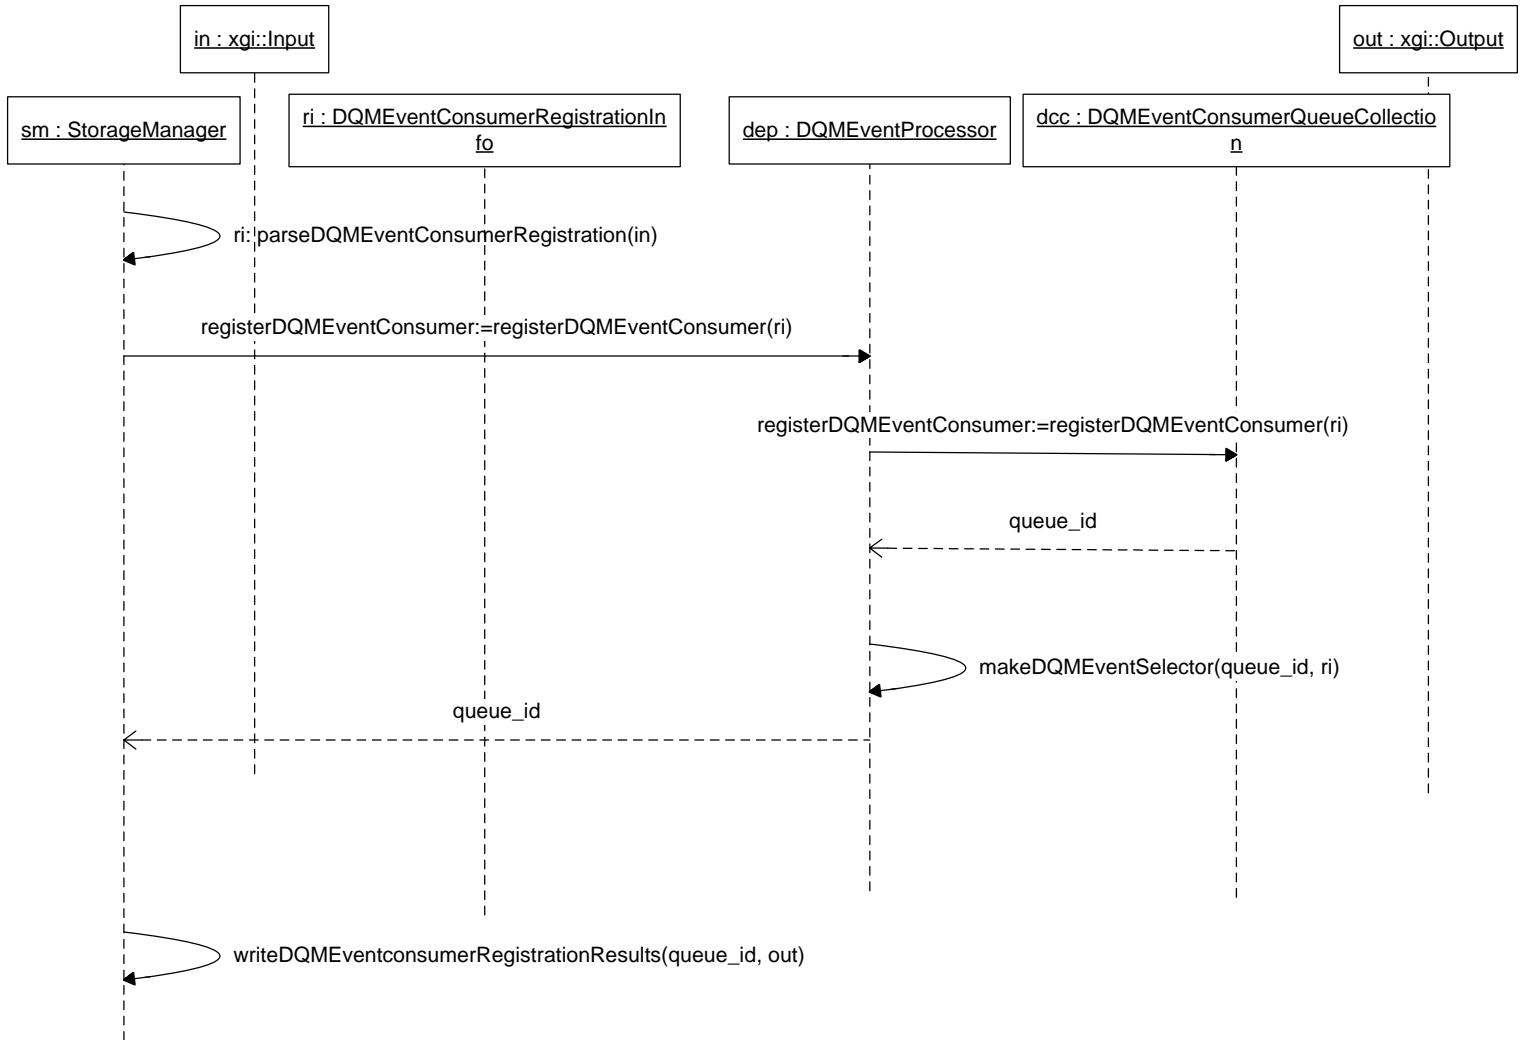 in : xgi::Input
out : xgi::Output
sm : StorageManager
ri : DQMEventConsumerRegistrationIn
fo
dep : DQMEventProcessor
dcc : DQMEventConsumerQueueCollectio
n
ri: parseDQMEventConsumerRegistration(in)
registerDQMEventConsumer:=registerDQMEventConsumer(ri)
registerDQMEventConsumer:=registerDQMEventConsumer(ri)
queue_id
makeDQMEventSelector(queue_id, ri)
queue_id
writeDQMEventconsumerRegistrationResults(queue_id, out)